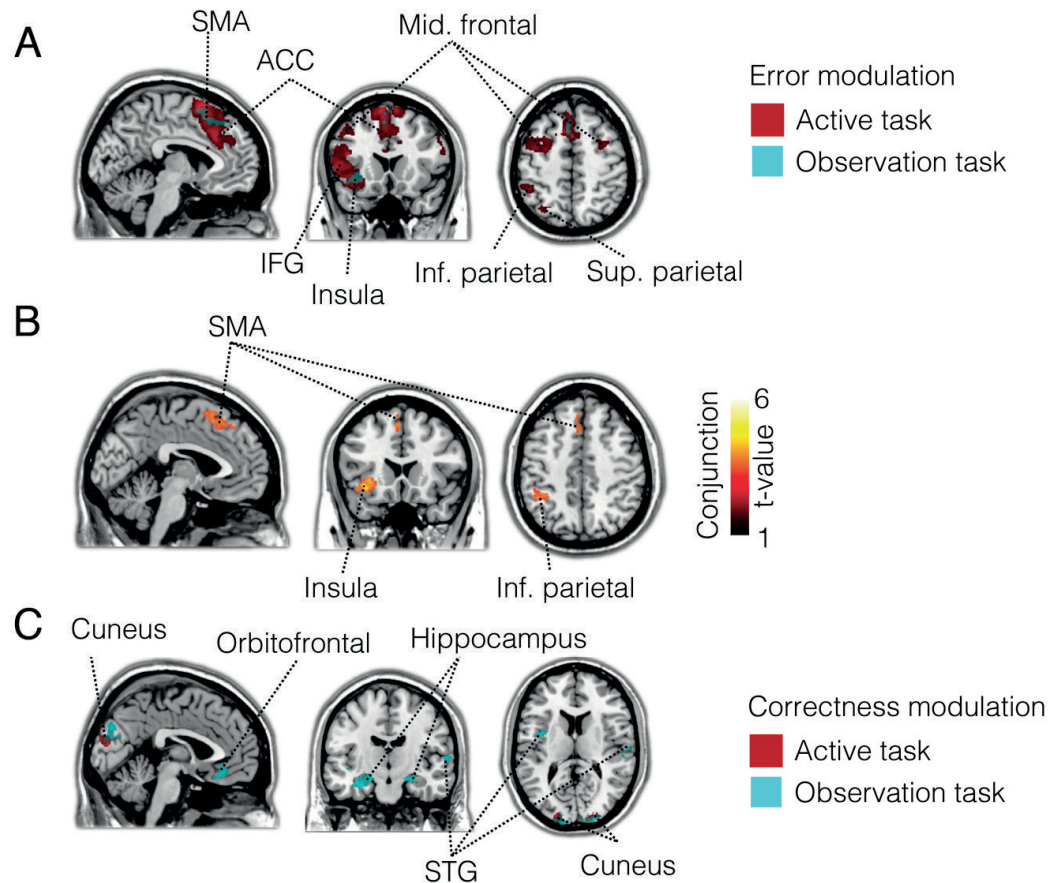 A
SMA
ACC
Mid. frontal
IFG
Insula
Inf. parietal
Sup. parietal
Error modulation
Active task
Observation task
B
SMA
Insula
Inf. parietal
Conjunction
t-value
6
1
C
Cuneus
Orbitofrontal
Hippocampus
STG
Cuneus
Correctness modulation
Active task
Observation task